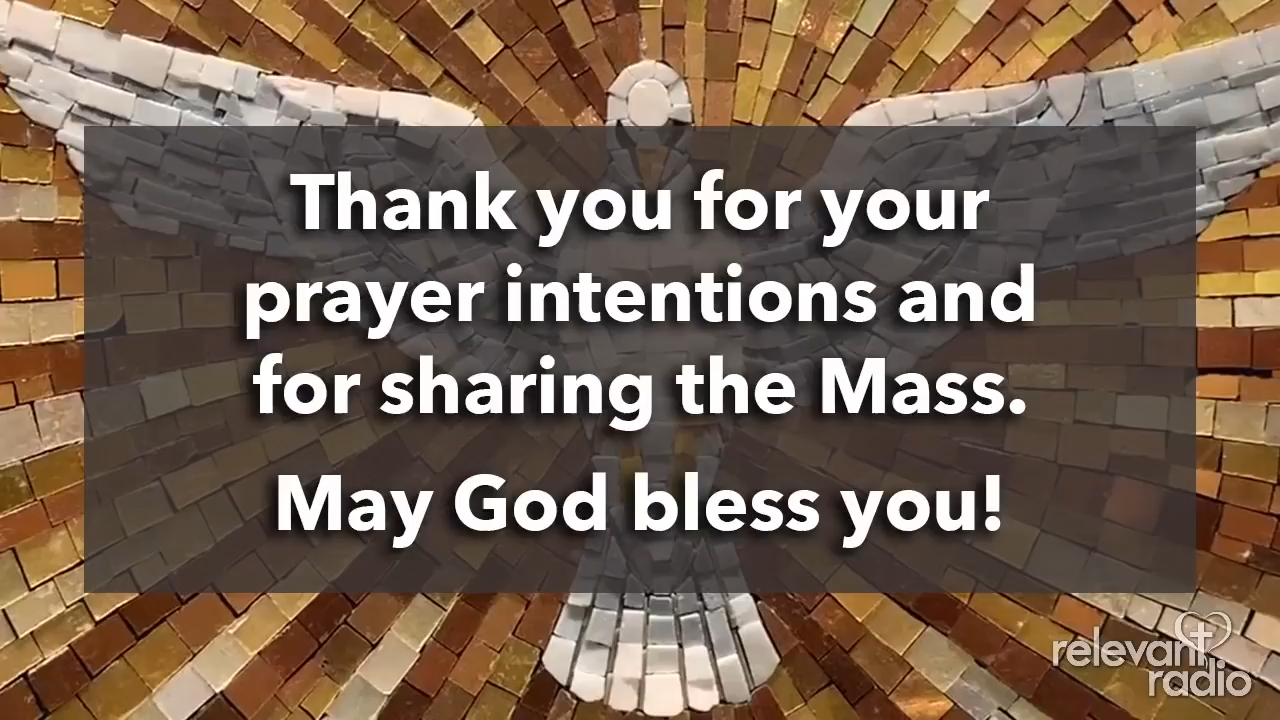 Thank you for your
prayer intentions and
for sharing the Mass.
May God bless you!
relevant
radio